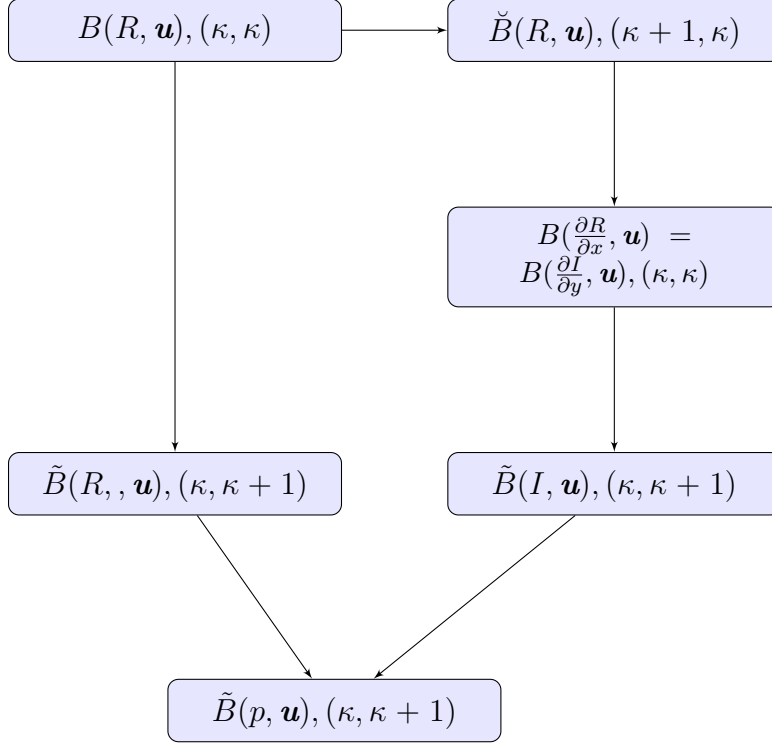 B(R, u), (κ, κ)
B̆(R, u), (κ + 1, κ)
B(∂R/∂x, u) =
B(∂I/∂y, u), (κ, κ)
B̃(R, , u), (κ, κ + 1)
B̃(I, u), (κ, κ + 1)
B̃(p, u), (κ, κ + 1)